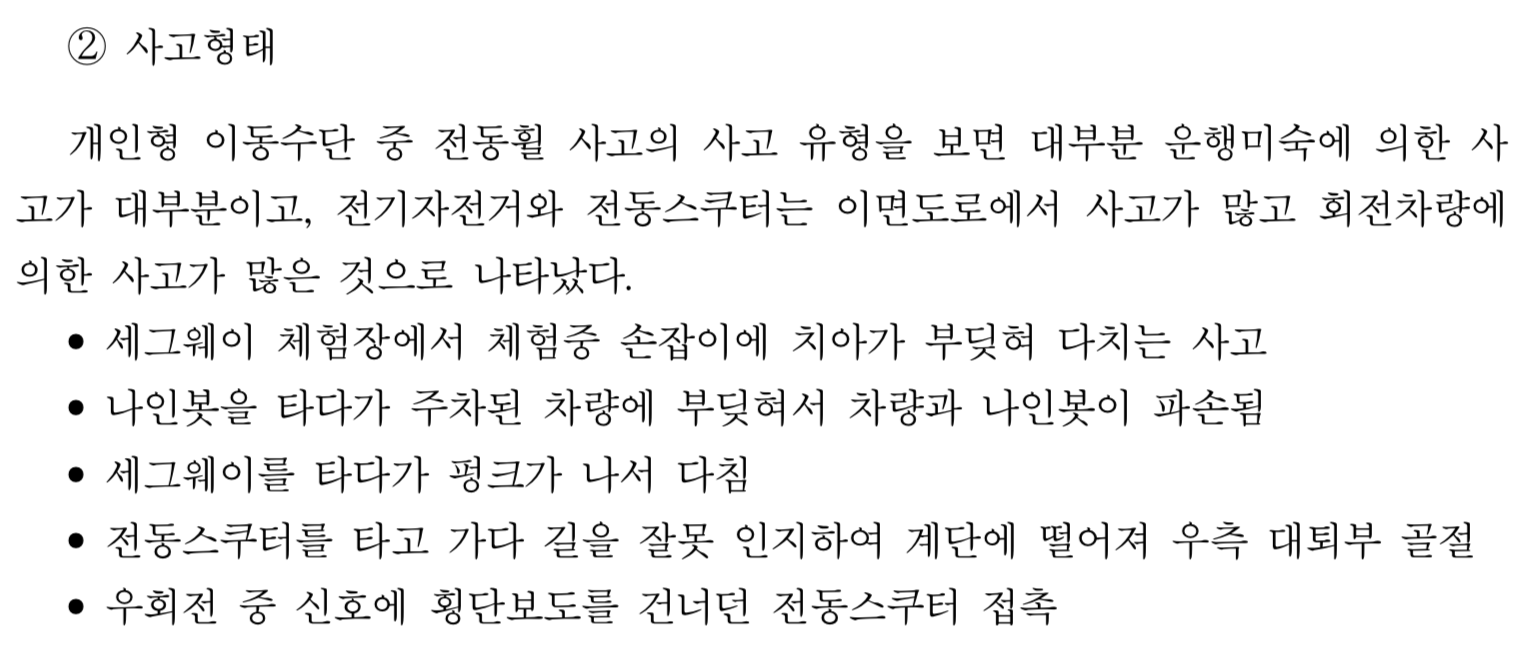 ② 사고형태
개인형 이동수단 중 전동휠 사고의 사고 유형을 보면 대부분 운행미숙에 의한 사
고가 대부분이고, 전기자전거와 전동스쿠터는 이면도로에서 사고가 많고 회전차량에
의한 사고가 많은 것으로 나타났다.
• 세그웨이 체험장에서 체험중 손잡이에 치아가 부딪혀 다치는 사고
• 나인봇을 타다가 주차된 차량에 부딪혀서 차량과 나인봇이 파손됨
• 세그웨이를 타다가 펑크가 나서 다침
• 전동스쿠터를 타고 가다 길을 잘못 인지하여 계단에 떨어져 우측 대퇴부 골절
• 우회전 중 신호에 횡단보도를 건너던 전동스쿠터 접촉